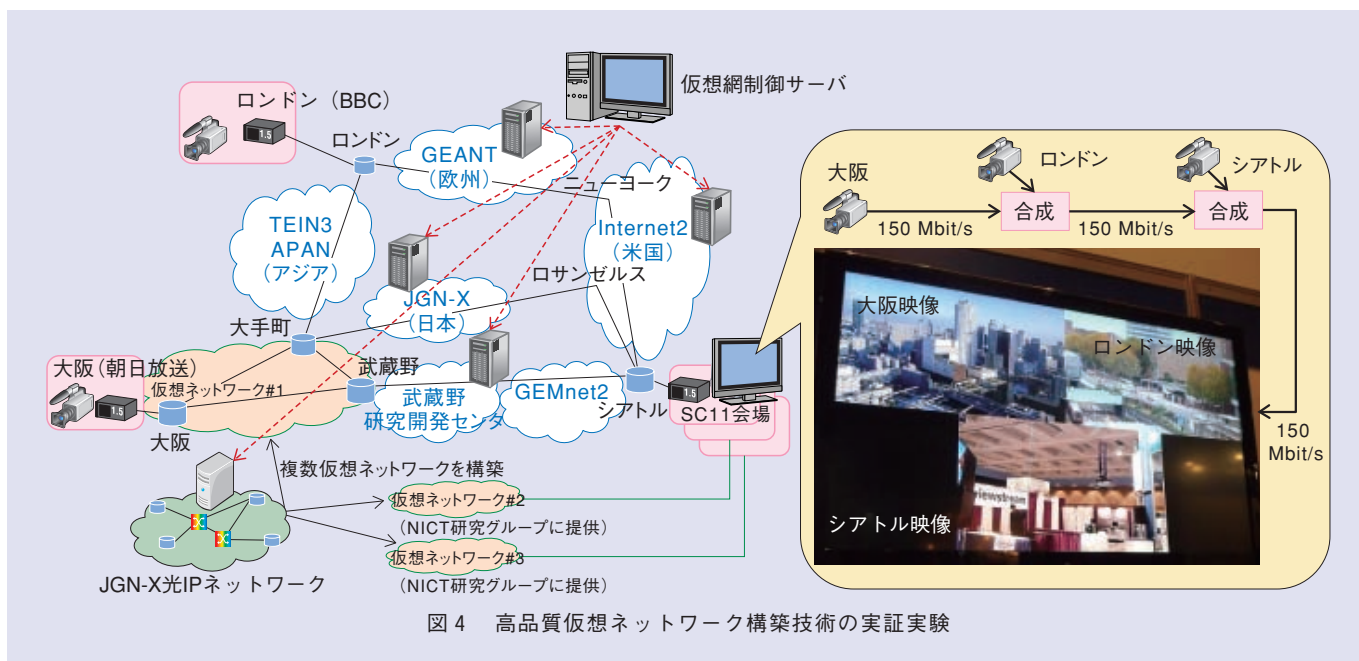 仮想網制御サーバ
ロンドン（BBC）
1.5
ロンドン
GEANT
（欧州）
ニューヨーク
TEIN3
APAN
（アジア）
Internet2
（米国）
ロサンゼルス
JGN-X
（日本）
大手町
大阪（朝日放送）
1.5
仮想ネットワーク#1
武蔵野
大阪
武蔵野
研究開発センタ
GEMnet2
シアトル
1.5
SC11会場
複数仮想ネットワークを構築
仮想ネットワーク#2
（NICT研究グループに提供）
仮想ネットワーク#3
（NICT研究グループに提供）
JGN-X光IPネットワーク
大阪
ロンドン
シアトル
合成
合成
150 Mbit/s
150 Mbit/s
150
Mbit/s
大阪映像
ロンドン映像
viewstream
シアトル映像
図4 高品質仮想ネットワーク構築技術の実証実験